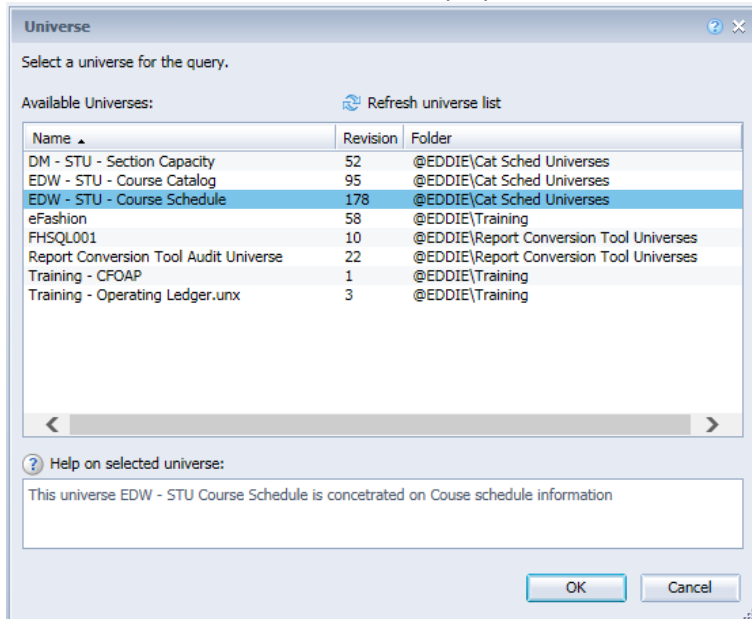 Universe
Select a universe for the query.
Available Universes: Refresh universe list
Name Revision Folder
DM - STU - Section Capacity 52 @EDDIE\Cat Sched Universes
EDW - STU - Course Catalog 95 @EDDIE\Cat Sched Universes
EDW - STU - Course Schedule 178 @EDDIE\Cat Sched Universes
eFashion 58 @EDDIE\Training
FHSQL001 10 @EDDIE\Report Conversion Tool Universes
Report Conversion Tool Audit Universe 22 @EDDIE\Report Conversion Tool Universes
Training - CFOAP 1 @EDDIE\Training
Training - Operating Ledger.unx 3 @EDDIE\Training
Help on selected universe:
This universe EDW - STU Course Schedule is concetrated on Couse schedule information
OK Cancel